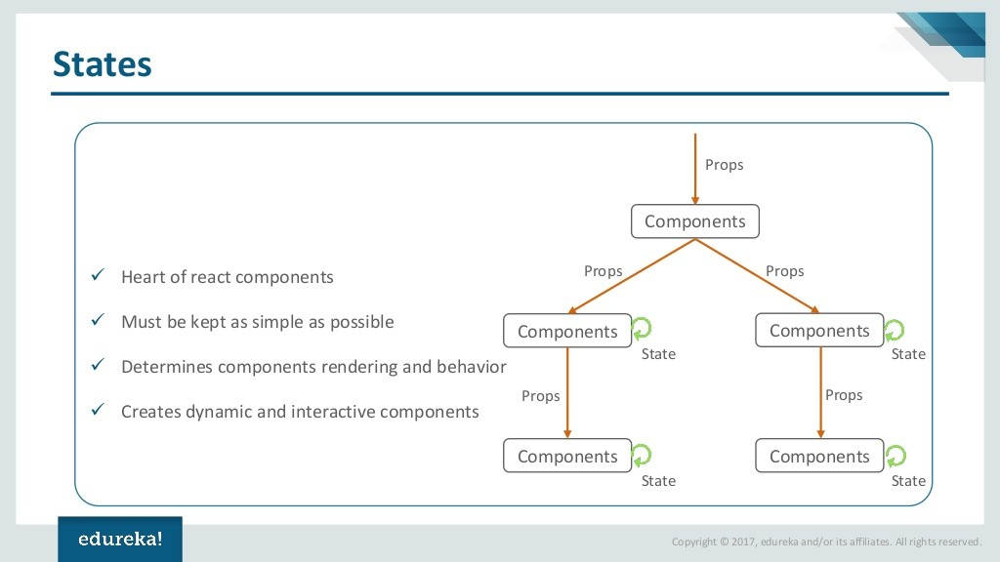 States
Props
Components
Props
Props
Heart of react components
Must be kept as simple as possible
Determines components rendering and behavior
Creates dynamic and interactive components
Components
State
Components
State
Props
Props
Components
State
Components
State
edureka!
Copyright © 2017, edureka and/or its affiliates. All rights reserved.